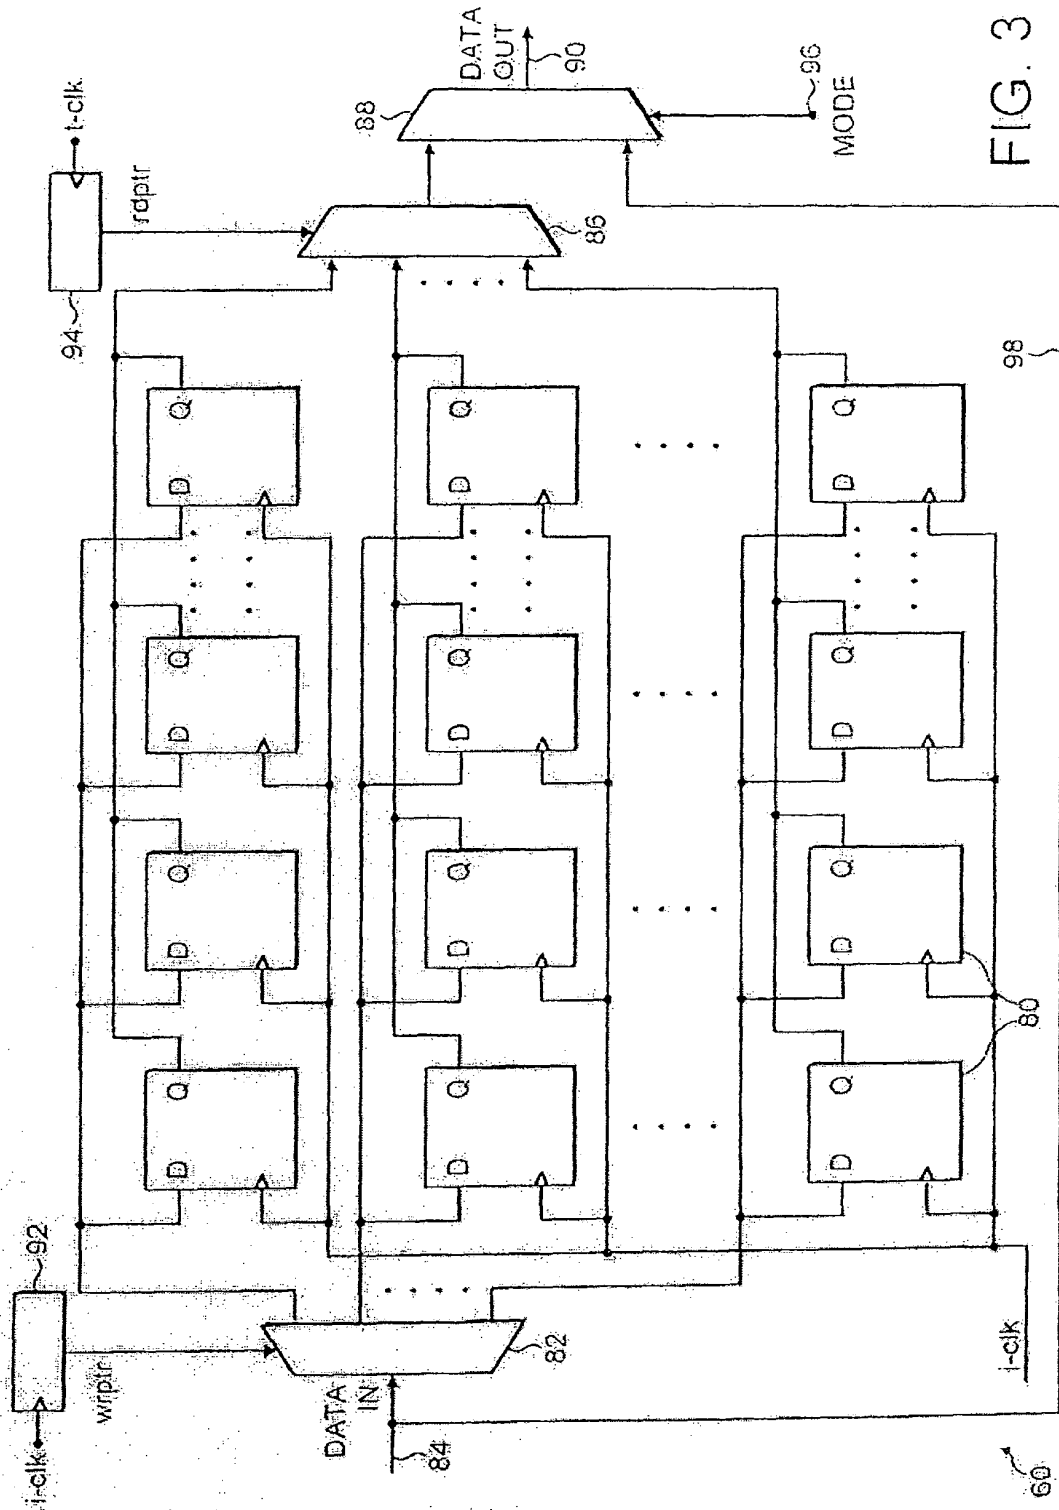 i-clk
92
wrptr
DATA
IN
84
82
60
i-clk
D Q
D Q
D Q
D Q
D Q
D Q
D Q
D Q
D Q
D Q
D Q
D Q
80
94
t-clk
rdptr
86
88
DATA
OUT
90
96
MODE
98
FIG. 3